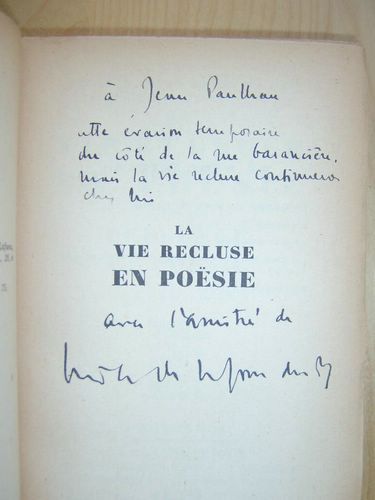 à Jean Paulhan
cette évasion temporaire
du côté de la rue Garancière,
mais la vie recluse continuera
chez lui
LA
VIE RECLUSE
EN POËSIE
avec l'amitié de